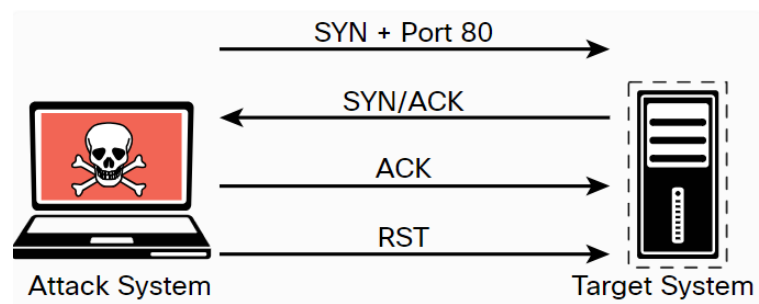 SYN + Port 80
SYN/ACK
ACK
RST
Attack System
Target System